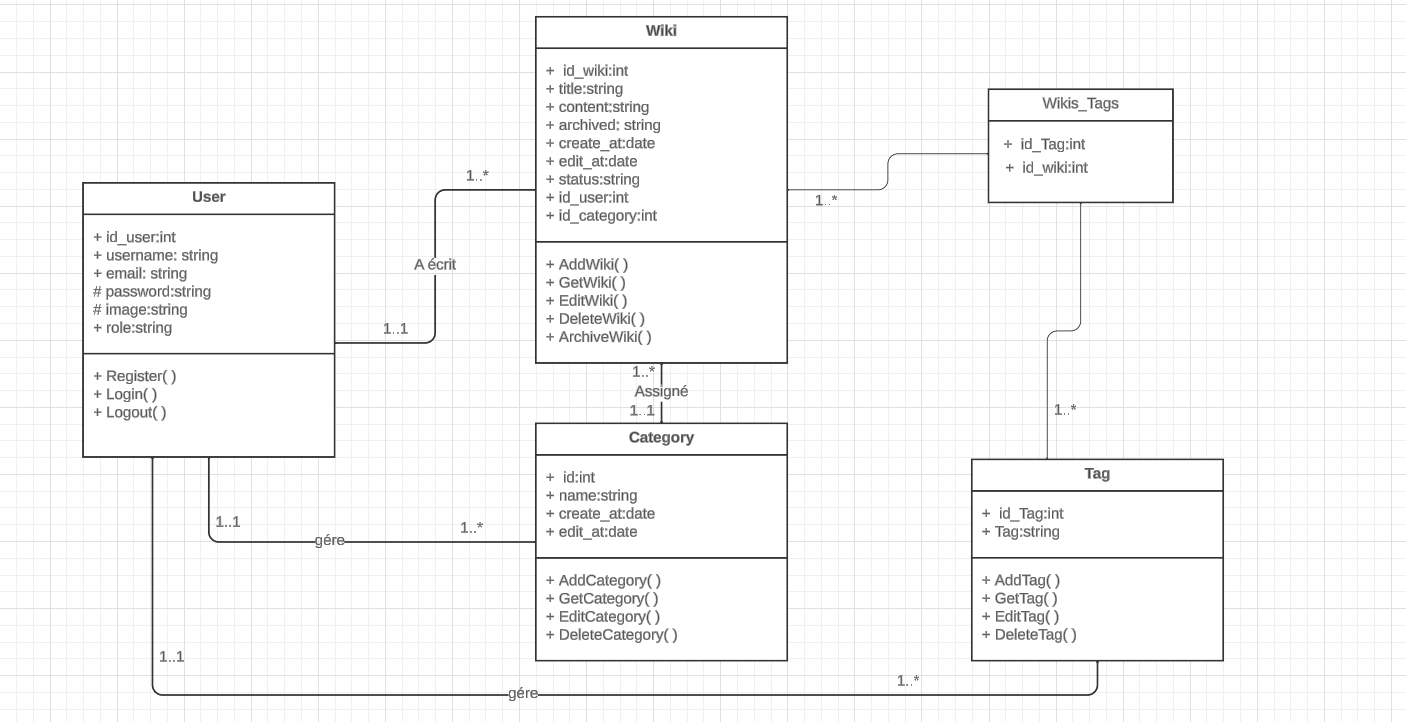 Wiki
+ id_wiki:int
+ title:string
+ content:string
+ archived: string
+ create_at:date
+ edit_at:date
+ status:string
+ id_user:int
+ id_category:int
+ AddWiki( )
+ GetWiki( )
+ EditWiki( )
+ DeleteWiki( )
+ ArchiveWiki( )
Wikis_Tags
+ id_Tag:int
+ id_wiki:int
1..*
1..*
User
+ id_user:int
+ username: string
+ email: string
# password:string
# image:string
+ role:string
+ Register( )
+ Login( )
+ Logout( )
A écrit
1..1
1..*
Assigné
1..1
1..*
Category
+ id:int
+ name:string
+ create_at:date
+ edit_at:date
+ AddCategory( )
+ GetCategory( )
+ EditCategory( )
+ DeleteCategory( )
Tag
+ id_Tag:int
+ Tag:string
+ AddTag( )
+ GetTag( )
+ EditTag( )
+ DeleteTag( )
1..1
gére
1..*
1..1
gére
1..*